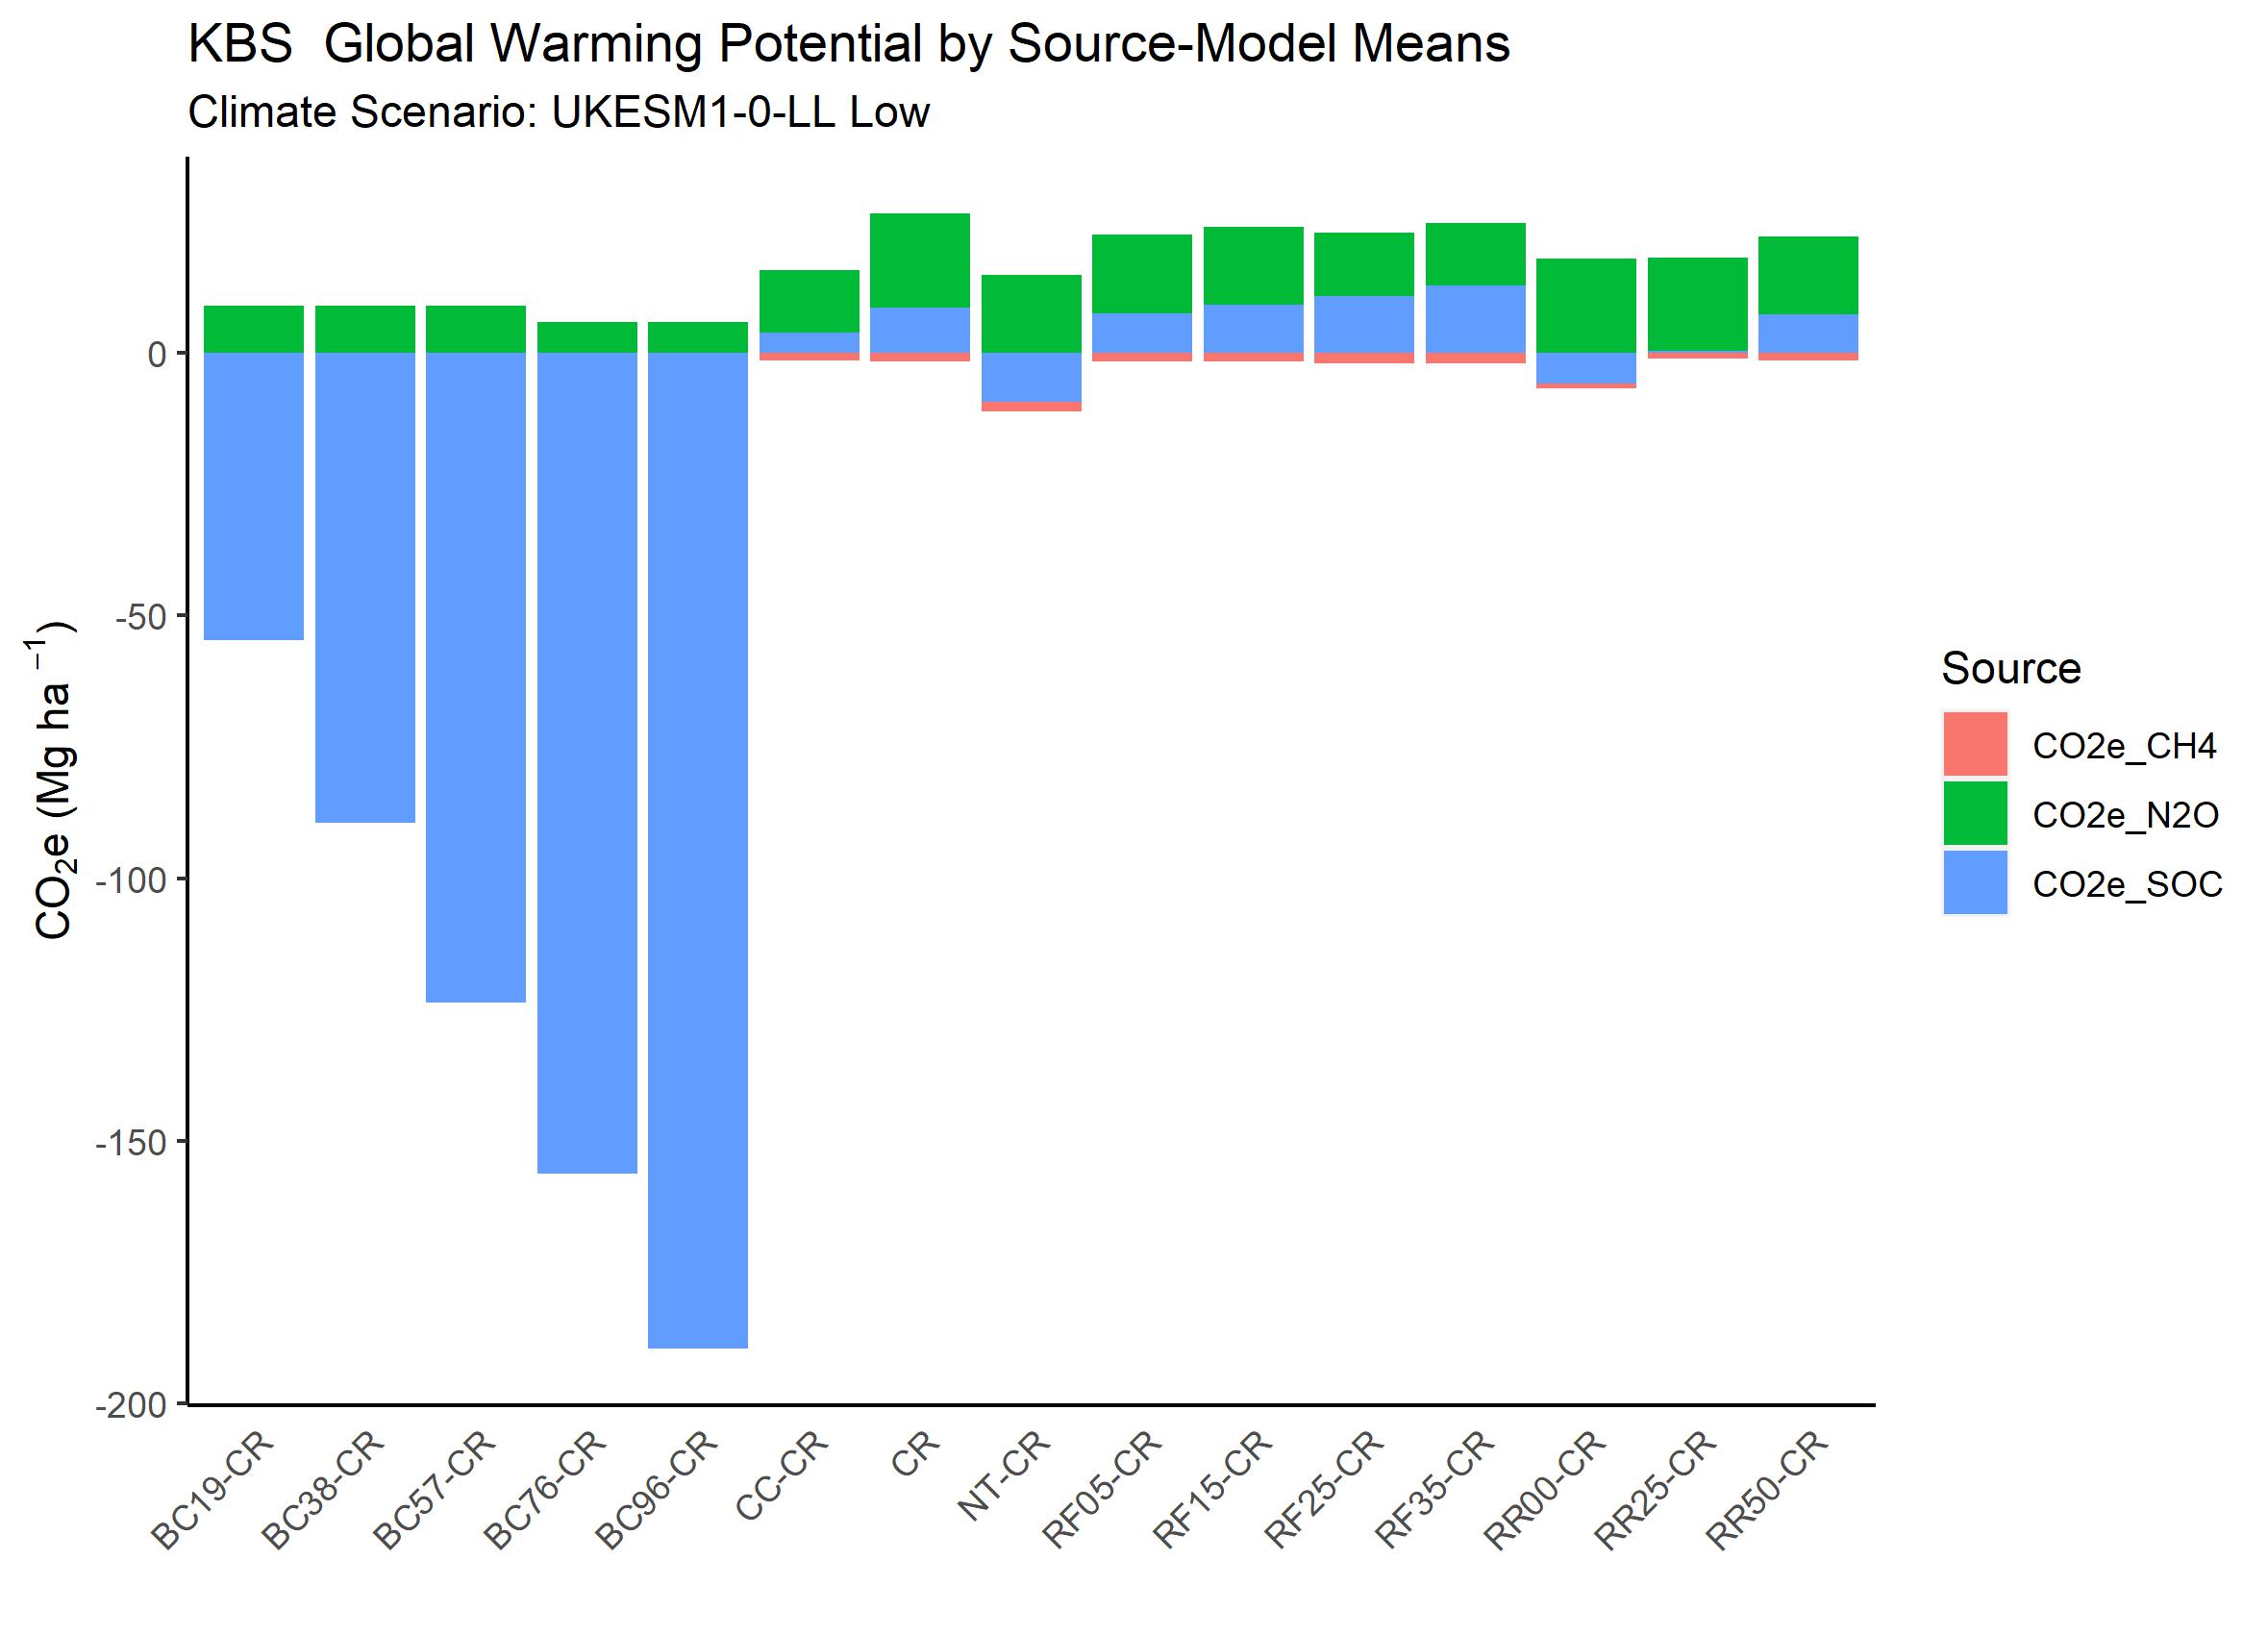 KBS  Global Warming Potential by Source-Model Means
Climate Scenario: UKESM1-0-LL Low
CO₂e (Mg ha ⁻¹)
0
-50
-100
-150
-200
BC19-CR
BC38-CR
BC57-CR
BC76-CR
BC96-CR
CC-CR
CR
NT-CR
RF05-CR
RF15-CR
RF25-CR
RF35-CR
RR00-CR
RR25-CR
RR50-CR
Source
CO2e_CH4
CO2e_N2O
CO2e_SOC